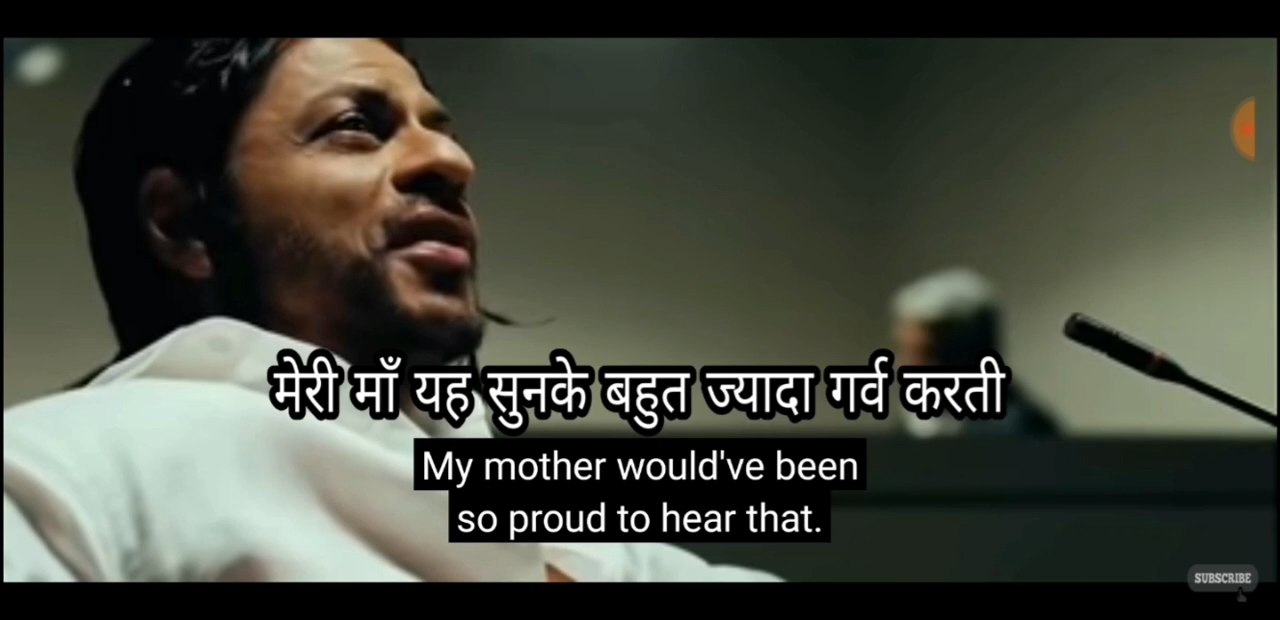 मेरी माँ यह सुनके बहुत ज्यादा गर्व करती
My mother would've been
so proud to hear that.
SUBSCRIBE